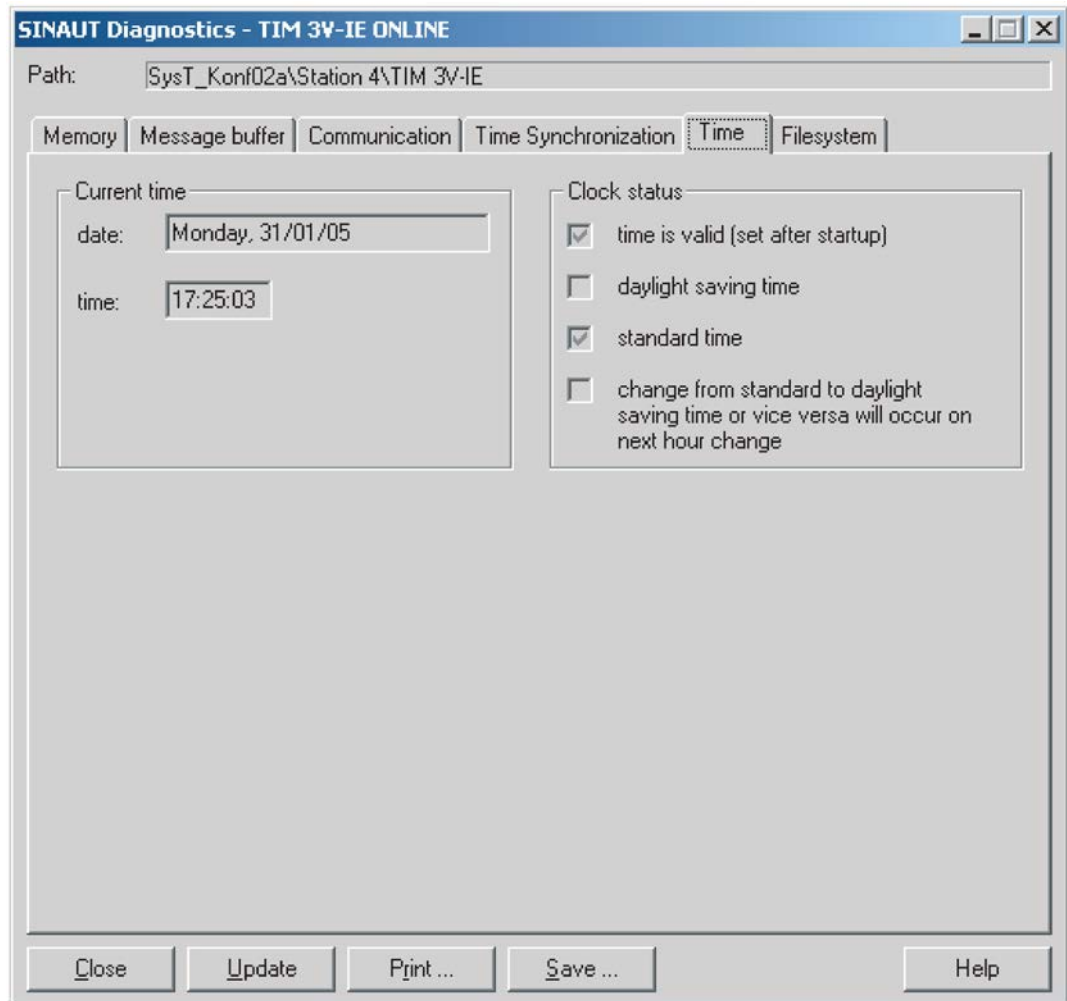 SINAUT Diagnostics - TIM 3V-IE ONLINE
Path: SysT_Konf02a\Station 4\TIM 3V-IE
Memory Message buffer Communication Time Synchronization Time Filesystem
Current time
date: Monday, 31/01/05
time: 17:25:03
Clock status
time is valid (set after startup)
daylight saving time
standard time
change from standard to daylight
saving time or vice versa will occur on
next hour change
Close Update Print ... Save ... Help